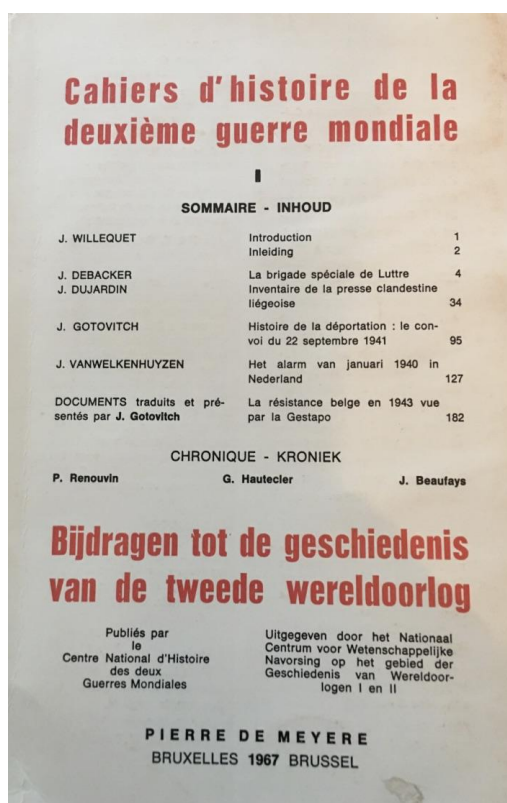 Cahiers d'histoire de la
deuxième guerre mondiale
I
SOMMAIRE - INHOUD
J. WILLEQUET Introduction 1
Inleiding 2
J. DEBACKER La brigade spéciale de Luttre 4
J. DUJARDIN Inventaire de la presse clandestine
liégeoise 34
J. GOTOVITCH Histoire de la déportation : le con-
voi du 22 septembre 1941 95
J. VANWELKENHUYZEN Het alarm van januari 1940 in
Nederland 127
DOCUMENTS traduits et pré- La résistance belge en 1943 vue
sentés par J. Gotovitch par la Gestapo 182
CHRONIQUE - KRONIEK
P. Renouvin G. Hautecler J. Beaufays
Bijdragen tot de geschiedenis
van de tweede wereldoorlog
Publiés par
le
Centre National d'Histoire
des deux
Guerres Mondiales
Uitgegeven door het Nationaal
Centrum voor Wetenschappelijke
Navorsing op het gebied der
Geschiedenis van Wereldoor-
logen I en II
PIERRE DE MEYERE
BRUXELLES 1967 BRUSSEL